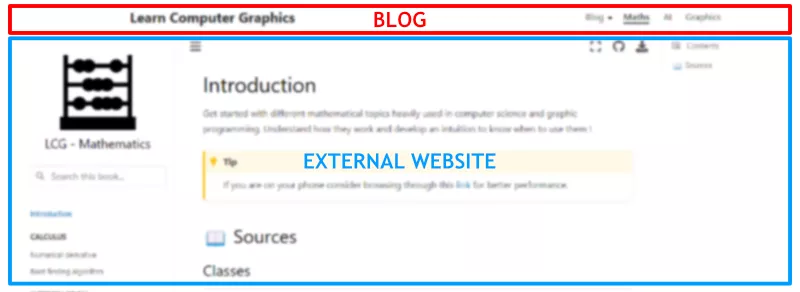 Learn Computer Graphics
BLOG
Blog
Maths
AI
Graphics
Contents
Sources
Introduction
Get started with different mathematical topics heavily used in computer science and graphic
programming. Understand how they work and develop an intuition to know when to use them !
LCG - Mathematics
Search this book...
Tip
EXTERNAL WEBSITE
If you are on your phone consider browsing through this link for better performance.
Introduction
CALCULUS
Numerical derivative
Root finding algorithm
Sources
Classes